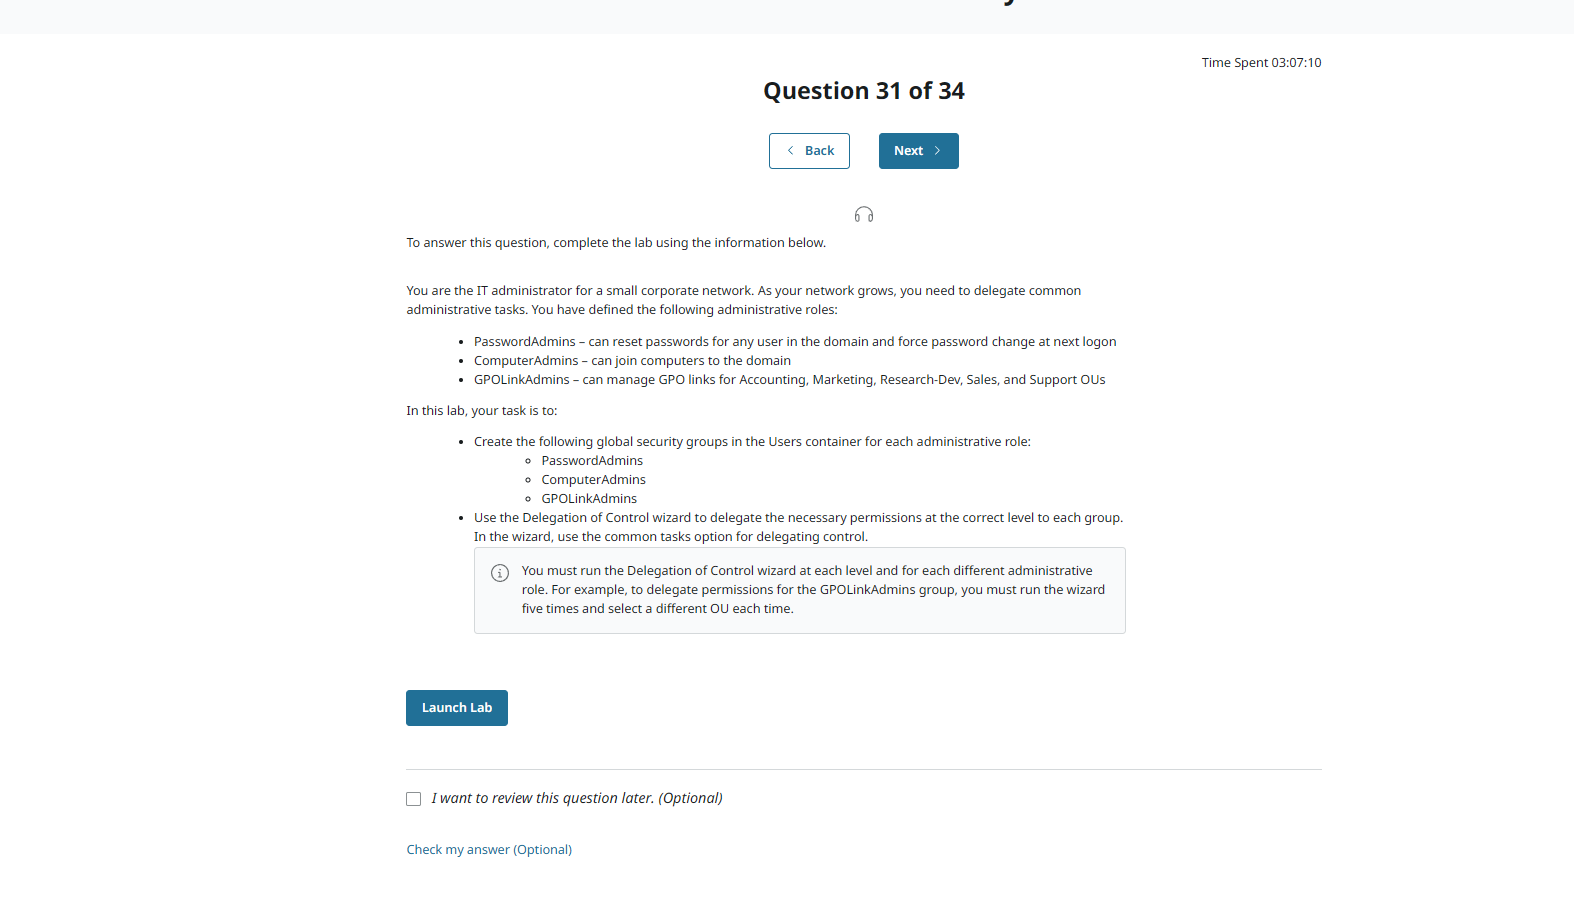 Time Spent 03:07:10
Question 31 of 34
Back
Next
To answer this question, complete the lab using the information below.
You are the IT administrator for a small corporate network. As your network grows, you need to delegate common
administrative tasks. You have defined the following administrative roles:
• PasswordAdmins – can reset passwords for any user in the domain and force password change at next logon
• ComputerAdmins – can join computers to the domain
• GPOLinkAdmins – can manage GPO links for Accounting, Marketing, Research-Dev, Sales, and Support OUs
In this lab, your task is to:
• Create the following global security groups in the Users container for each administrative role:
◦ PasswordAdmins
◦ ComputerAdmins
◦ GPOLinkAdmins
• Use the Delegation of Control wizard to delegate the necessary permissions at the correct level to each group.
In the wizard, use the common tasks option for delegating control.
You must run the Delegation of Control wizard at each level and for each different administrative
role. For example, to delegate permissions for the GPOLinkAdmins group, you must run the wizard
five times and select a different OU each time.
Launch Lab
I want to review this question later. (Optional)
Check my answer (Optional)